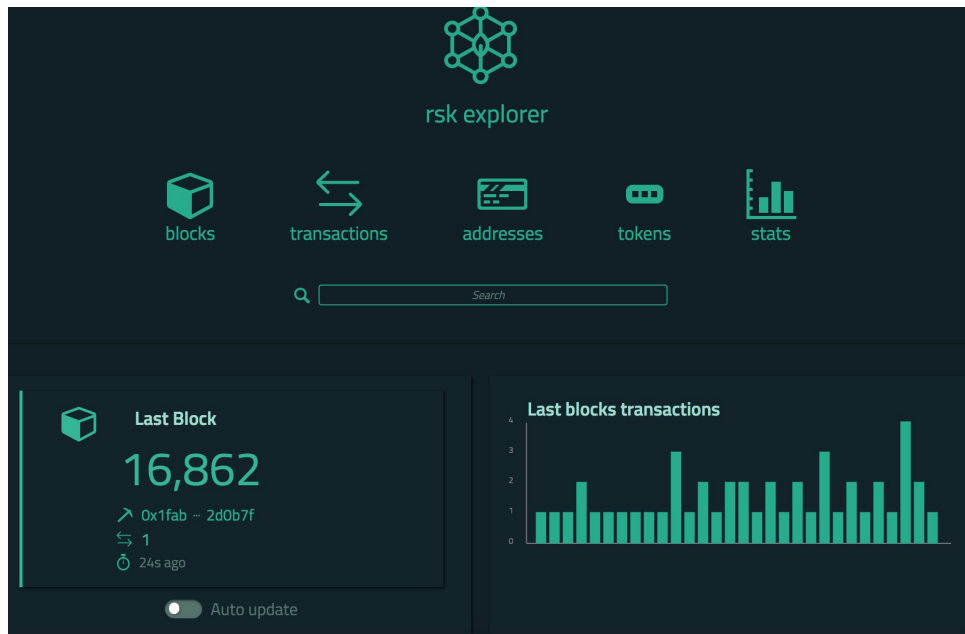 rsk explorer
blocks transactions addresses tokens stats
Search
Last Block
16,862
0x1fab ··· 2d0b7f
1
24s ago
Auto update
Last blocks transactions
4
3
2
1
0